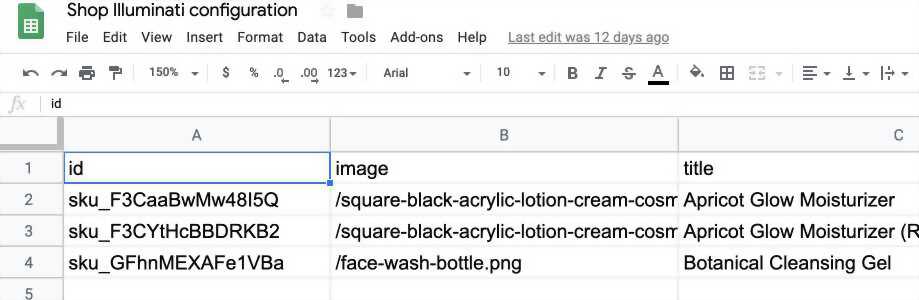 Shop Illuminati configuration
File Edit View Insert Format Data Tools Add-ons Help Last edit was 12 days ago
150% $ % .0 .00 123 Arial 10 B I S A
fx id
A B C
1 id image title
2 sku_F3CaaBwMw48I5Q /square-black-acrylic-lotion-cream-cosm Apricot Glow Moisturizer
3 sku_F3CYtHcBBDRKB2 /square-black-acrylic-lotion-cream-cosm Apricot Glow Moisturizer (R
4 sku_GFhnMEXAFe1VBa /face-wash-bottle.png Botanical Cleansing Gel
5